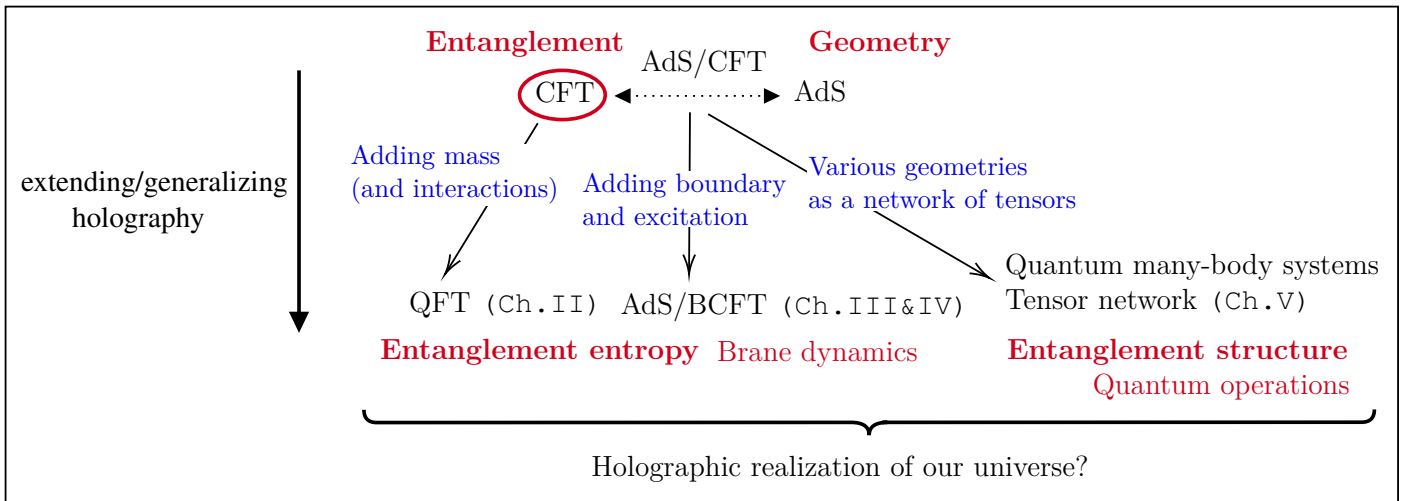 Entanglement
Geometry
AdS/CFT
CFT
AdS
extending/generalizing
holography
Adding mass
(and interactions)
Adding boundary
and excitation
Various geometries
as a network of tensors
QFT (Ch.II)
AdS/BCFT (Ch.III&IV)
Quantum many-body systems
Tensor network (Ch.V)
Entanglement entropy
Brane dynamics
Entanglement structure
Quantum operations
Holographic realization of our universe?